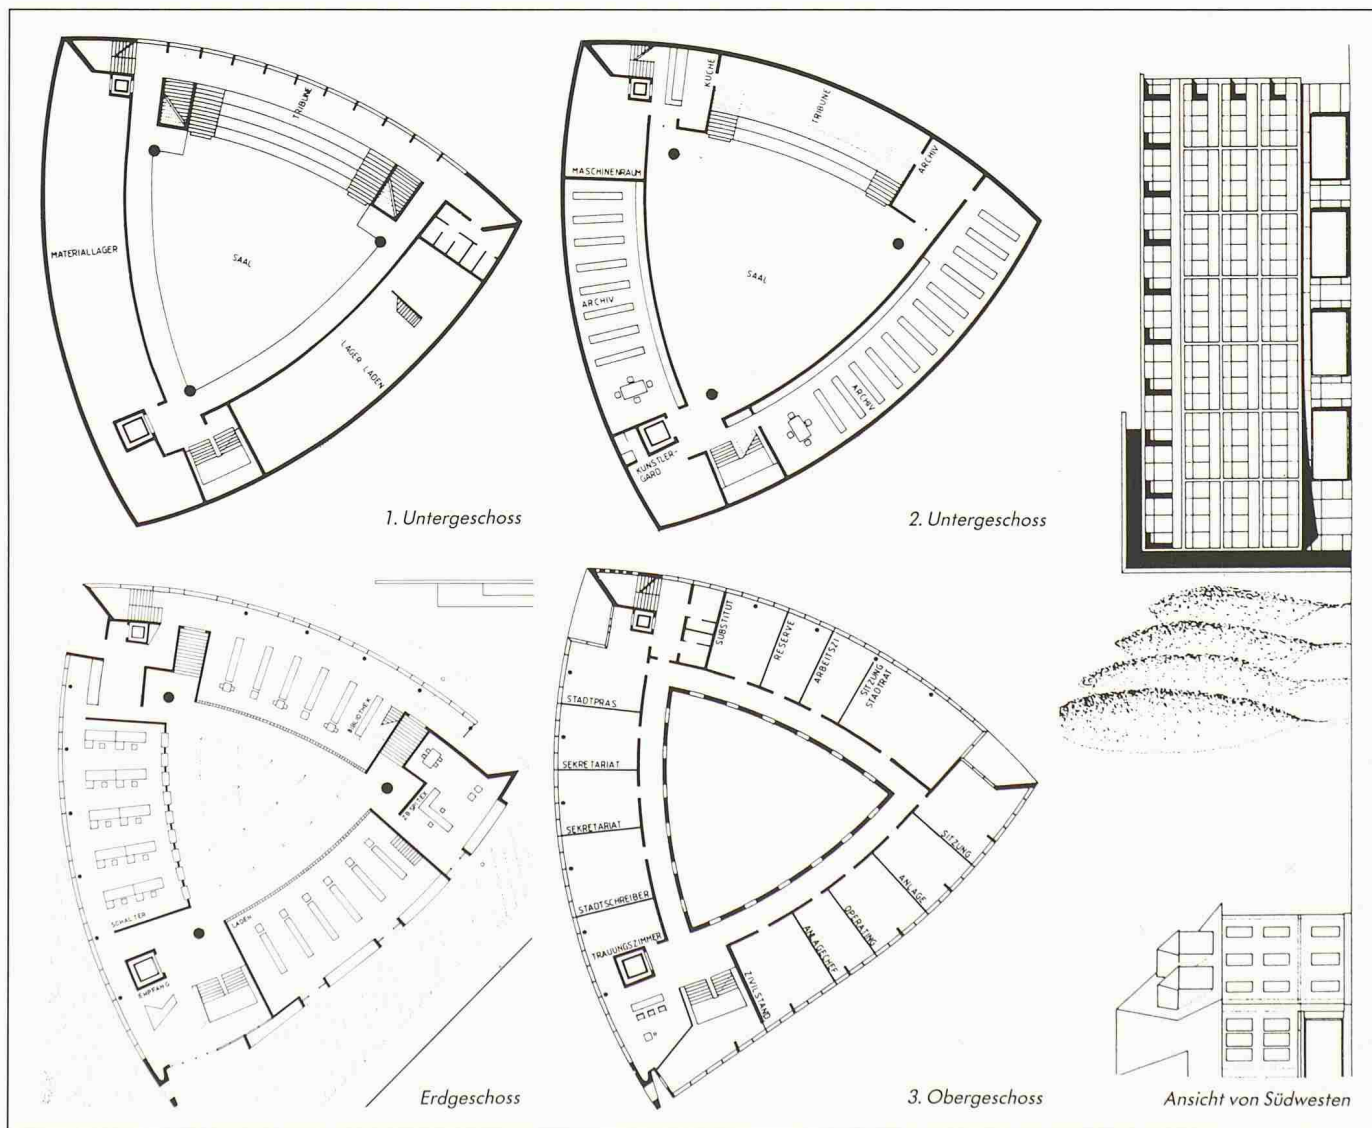 TRIBÜNE
MATERIALLAGER
SAAL
LAGER LADEN
1. Untergeschoss
KÜCHE
TRIBÜNE
ARCHIV
MASCHINENRAUM
ARCHIV
SAAL
ARCHIV
KÜNSTLER-
GARD
2. Untergeschoss
BIBLIOTHEK
SCHALTER
LADEN
EMPFANG
Erdgeschoss
SUBSTITUT
RESERVE
ARBEITSZI
SITZUNG
STADTRAT
STADTPRÄS
SEKRETARIAT
SEKRETARIAT
STADTSCHREIBER
TRAUUNGSZIMMER
ZIVILSTAND
ANLAGECHEF
OPERATING
ANLAGE
SITZUNG
3. Obergeschoss
Ansicht von Südwesten